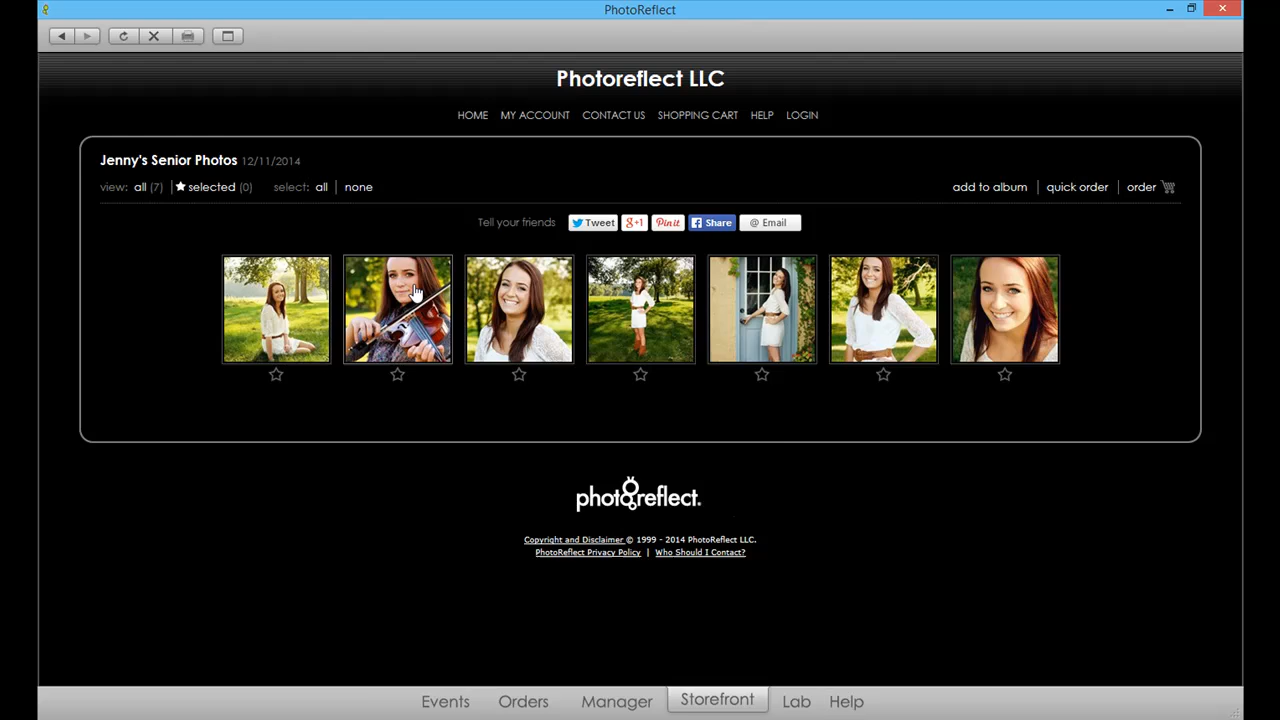 PhotoReflect
Photoreflect LLC
HOME MY ACCOUNT CONTACT US SHOPPING CART HELP LOGIN
Jenny's Senior Photos 12/11/2014
view: all (7) | selected (0) select: all | none
add to album | quick order | order
Tell your friends Tweet g+1 Pin it Share @ Email
photoreflect.
Copyright and Disclaimer © 1999 - 2014 PhotoReflect LLC.
PhotoReflect Privacy Policy | Who Should I Contact?
Events Orders Manager Storefront Lab Help